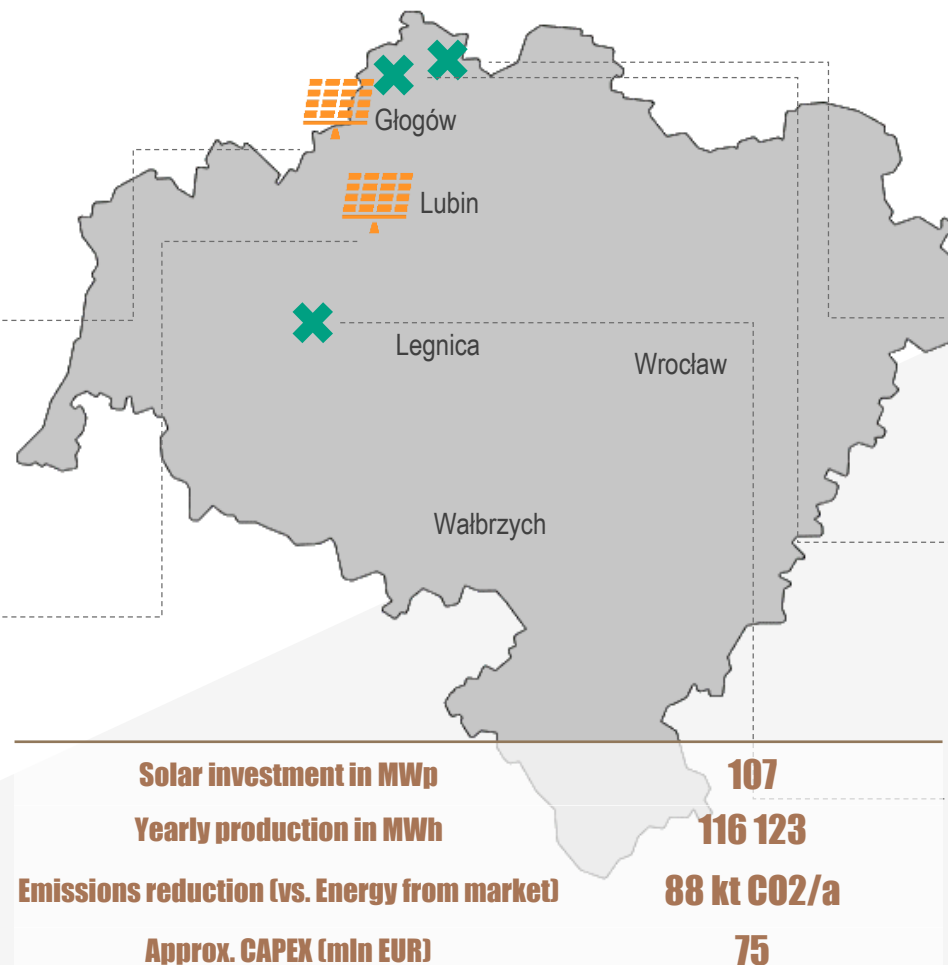 Głogów
Lubin
Legnica
Wrocław
Wałbrzych
Solar investment in MWp 107
Yearly production in MWh 116 123
Emissions reduction (vs. Energy from market) 88 kt CO2/a
Approx. CAPEX (mln EUR) 75